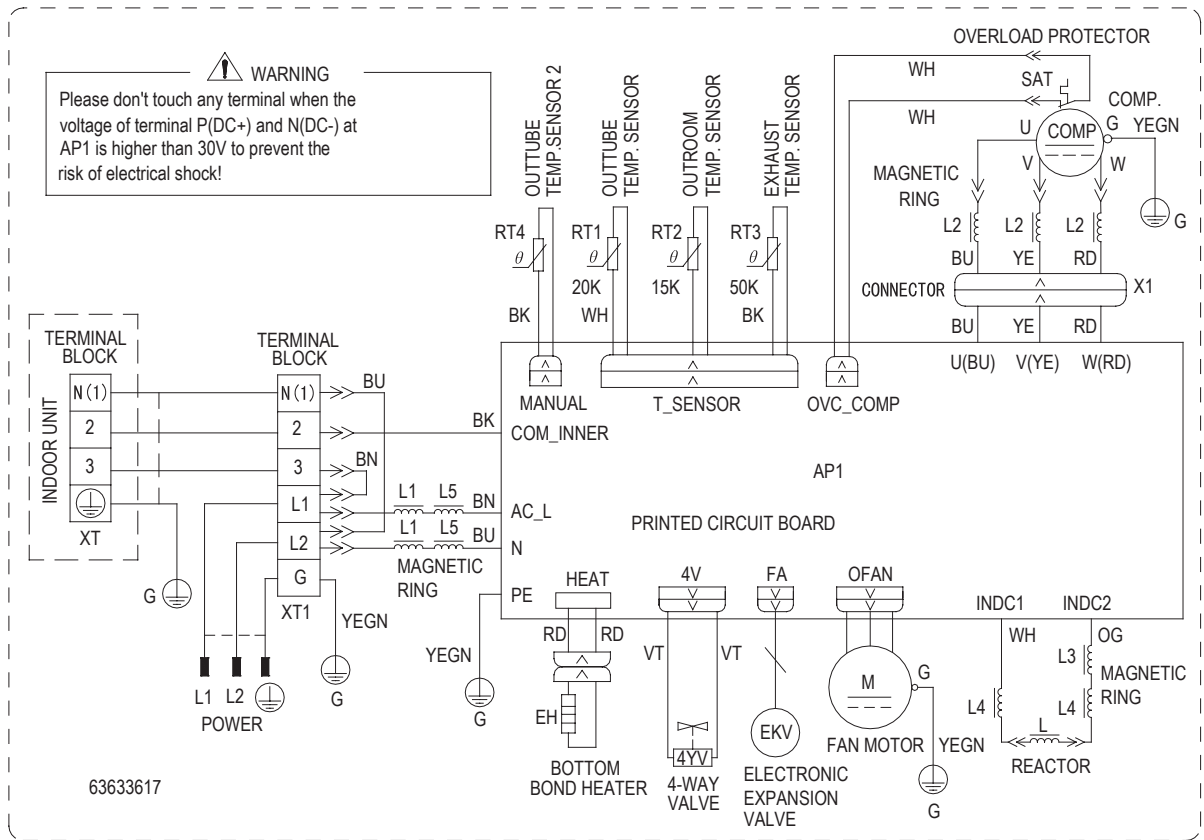 OVERLOAD PROTECTOR
WARNING
Please don't touch any terminal when the
voltage of terminal P(DC+) and N(DC-) at
AP1 is higher than 30V to prevent the
risk of electrical shock!
OUTTUBE
TEMP.SENSOR 2
OUTTUBE
TEMP. SENSOR
OUTROOM
TEMP. SENSOR
EXHAUST
TEMP. SENSOR
WH
SAT
WH
COMP.
U
COMP
G
YEGN
V
W
G
MAGNETIC
RING
L2
L2
L2
BU
YE
RD
CONNECTOR
X1
BU
YE
RD
U(BU)
V(YE)
W(RD)
RT4
RT1
RT2
RT3
θ
θ
θ
θ
20K
15K
50K
BK
WH
BK
MANUAL
T_SENSOR
OVC_COMP
INDOOR UNIT
TERMINAL
BLOCK
N(1)
2
3
XT
G
TERMINAL
BLOCK
N(1)
2
3
L1
L2
G
XT1
BU
BN
BK
COM_INNER
L1
L5
BN
AC_L
L1
L5
BU
N
MAGNETIC
RING
PE
YEGN
G
YEGN
G
L1
L2
POWER
AP1
PRINTED CIRCUIT BOARD
HEAT
RD
RD
EH
BOTTOM
BOND HEATER
4V
VT
VT
4YV
4-WAY
VALVE
FA
EKV
ELECTRONIC
EXPANSION
VALVE
OFAN
M
G
FAN MOTOR
YEGN
G
INDC1
INDC2
WH
OG
L3
MAGNETIC
RING
L4
L4
L
REACTOR
63633617